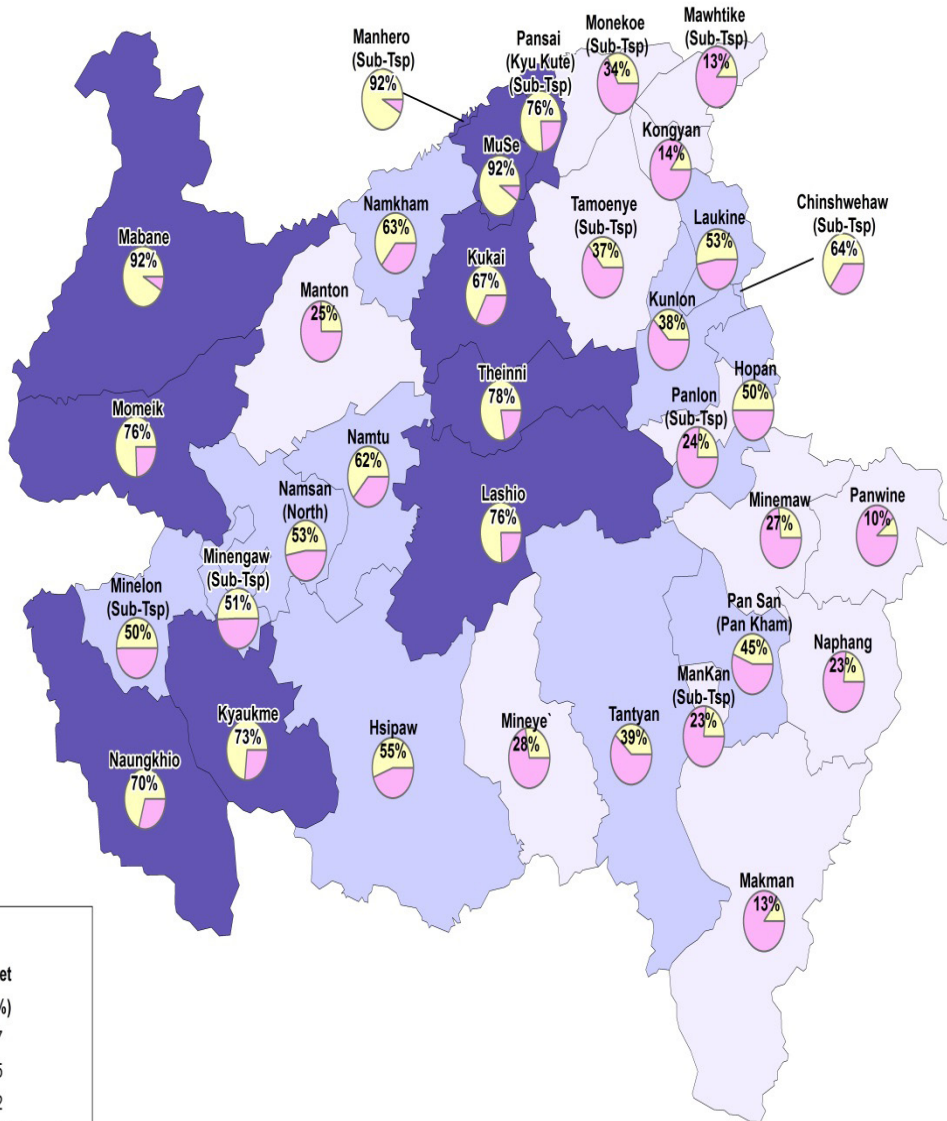 Manhero
(Sub-Tsp)
92%
Pansai
(Kyu Kute)
(Sub-Tsp)
76%
Monekoe
(Sub-Tsp)
34%
Mawhtike
(Sub-Tsp)
13%
MuSe
92%
Kongyan
14%
Namkham
63%
Tamoenye
(Sub-Tsp)
37%
Laukine
53%
Chinshwehaw
(Sub-Tsp)
64%
Mabane
92%
Kukai
67%
Manton
25%
Kunlon
38%
Theinni
78%
Hopan
50%
Panlon
(Sub-Tsp)
24%
Momeik
76%
Namtu
62%
Lashio
76%
Namsan
(North)
53%
Minemaw
27%
Panwine
10%
Minengaw
(Sub-Tsp)
51%
Minelon
(Sub-Tsp)
50%
Pan San
(Pan Kham)
45%
Naphang
23%
ManKan
(Sub-Tsp)
23%
Kyaukme
73%
Hsipaw
55%
Mineye`
28%
Tantyan
39%
Naungkhio
70%
Makman
13%
et
%)
5
2